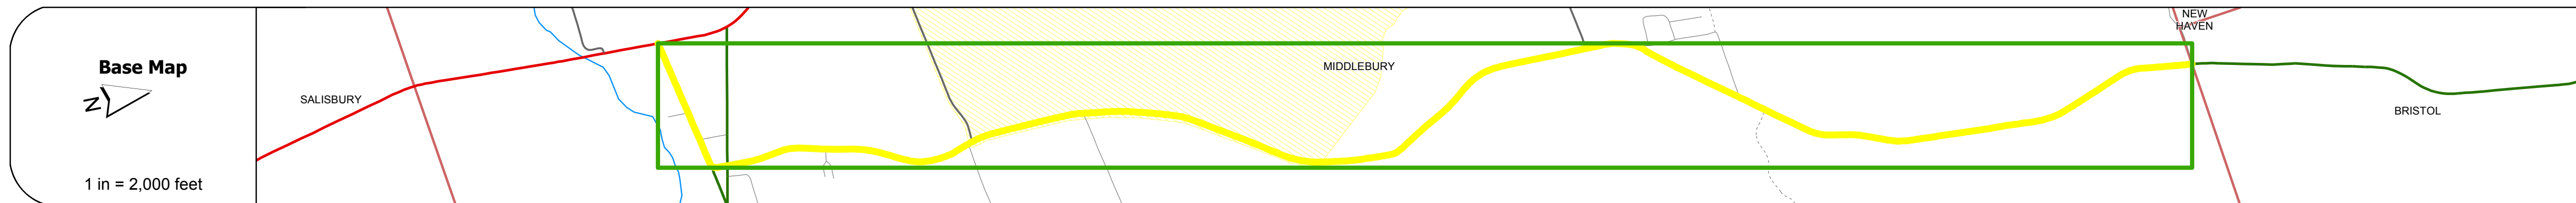 Base Map
N
1 in = 2,000 feet
SALISBURY
MIDDLEBURY
NEW
HAVEN
BRISTOL